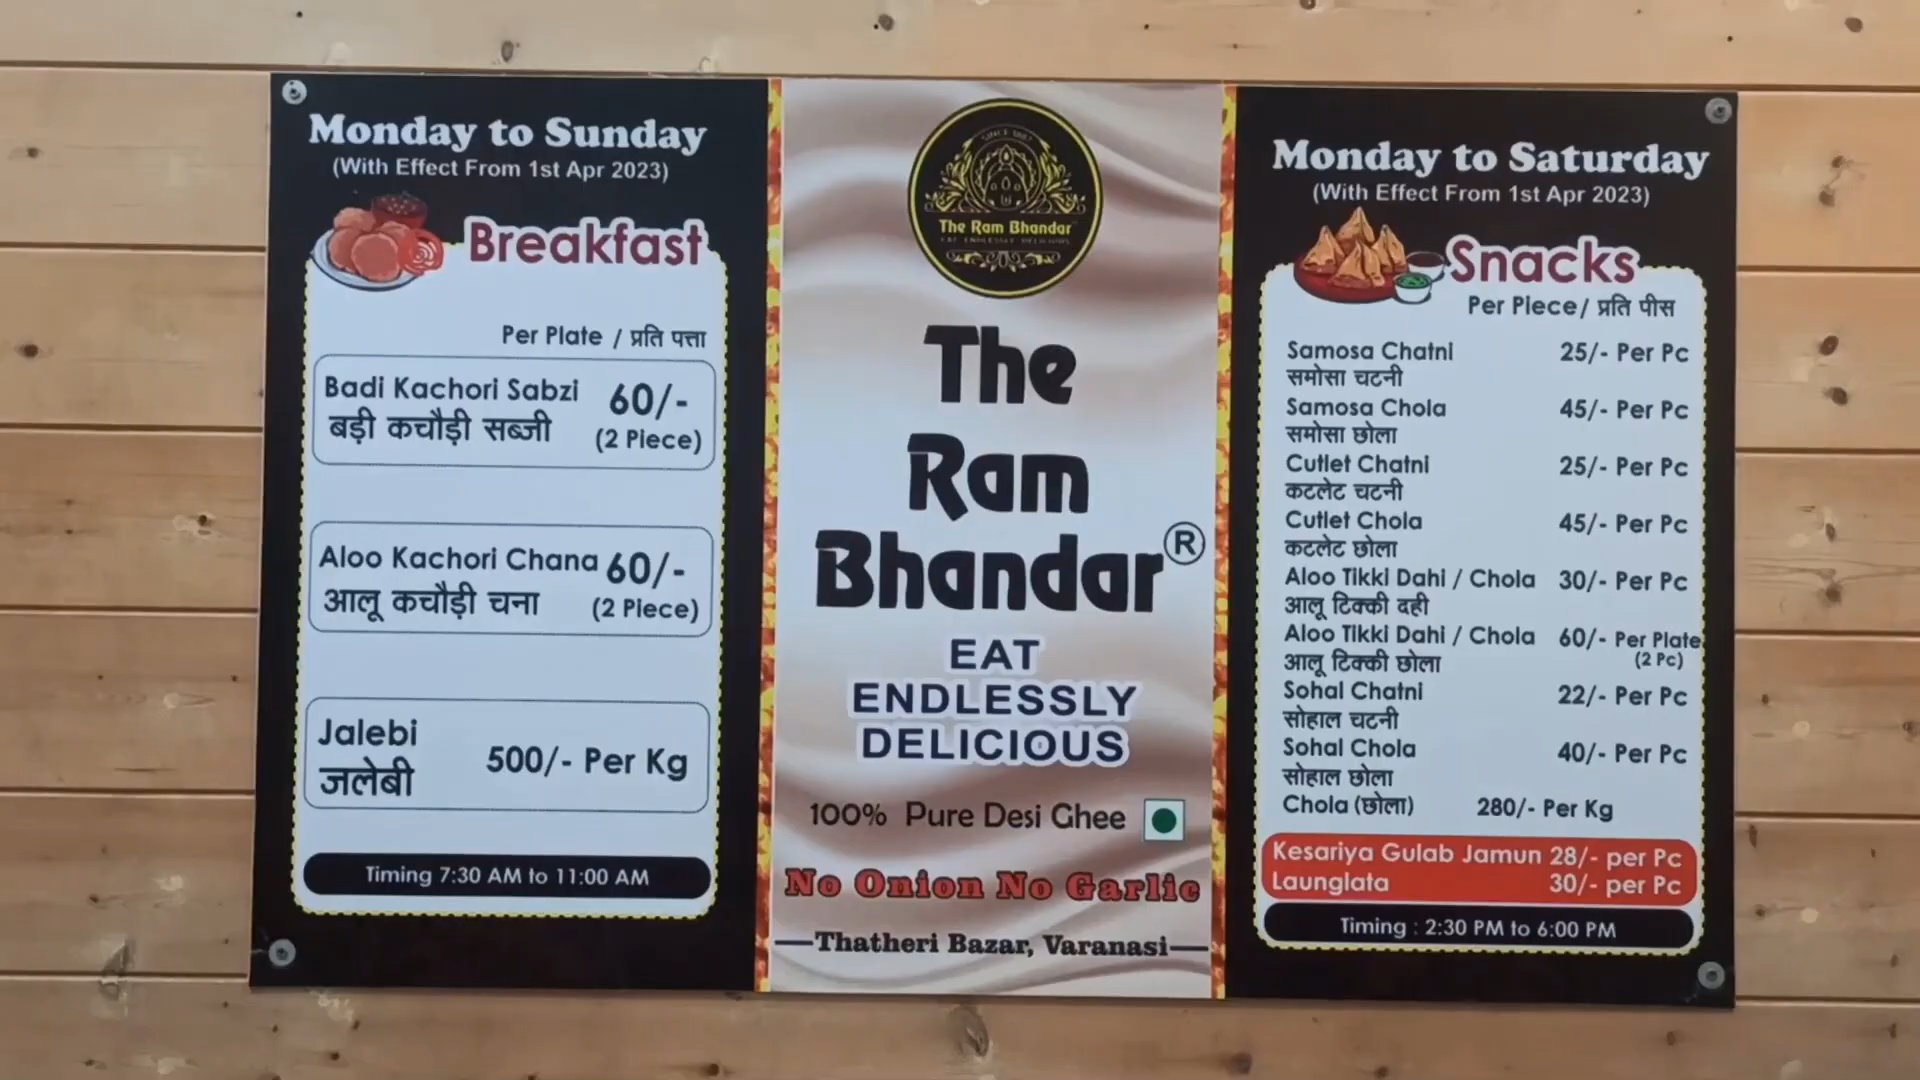 Monday to Sunday
(With Effect From 1st Apr 2023)
Breakfast
Per Plate / प्रति पत्ता
Badi Kachori Sabzi 60/-
बड़ी कचौड़ी सब्जी (2 Piece)
Aloo Kachori Chana 60/-
आलू कचौड़ी चना (2 Piece)
Jalebi
जलेबी
500/- Per Kg
Timing 7:30 AM to 11:00 AM
The Ram Bhandar
EAT ENDLESSLY DELICIOUS
The
Ram
Bhandar®
EAT
ENDLESSLY
DELICIOUS
100% Pure Desi Ghee
No Onion No Garlic
Thatheri Bazar, Varanasi
Monday to Saturday
(With Effect From 1st Apr 2023)
Snacks
Per Piece/ प्रति पीस
Samosa Chatni 25/- Per Pc
समोसा चटनी
Samosa Chola 45/- Per Pc
समोसा छोला
Cutlet Chatni 25/- Per Pc
कटलेट चटनी
Cutlet Chola 45/- Per Pc
कटलेट छोला
Aloo Tikki Dahi / Chola 30/- Per Pc
आलू टिक्की दही
Aloo Tikki Dahi / Chola 60/- Per Plate
आलू टिक्की छोला (2 Pc)
Sohal Chatni 22/- Per Pc
सोहाल चटनी
Sohal Chola 40/- Per Pc
सोहाल छोला
Chola (छोला) 280/- Per Kg
Kesariya Gulab Jamun 28/- per Pc
Launglata 30/- per Pc
Timing : 2:30 PM to 6:00 PM